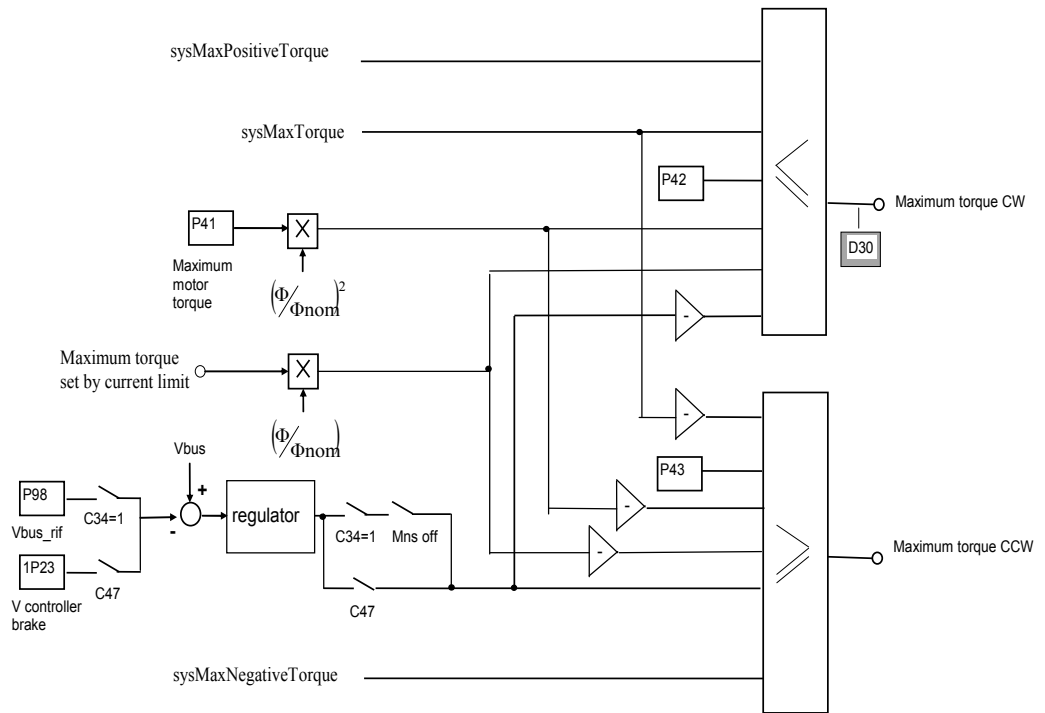 sysMaxPositiveTorque
sysMaxTorque
P42
Maximum torque CW
D30
P41
X
Maximum
motor
torque
(Φ/Φnom)²
-
Maximum torque
set by current limit
X
(Φ/Φnom)
-
Vbus
P43
+
P98
C34=1
-
regulator
C34=1
Mns off
-
-
Maximum torque CCW
Vbus_rif
1P23
C47
V controller
brake
C47
sysMaxNegativeTorque